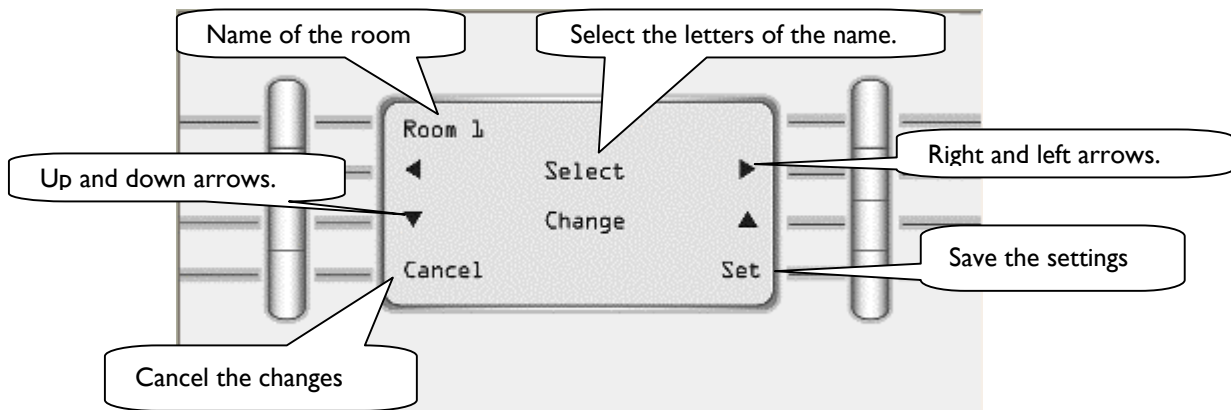 Name of the room
Select the letters of the name.
Room 1
Right and left arrows.
Select
Up and down arrows.
Change
Save the settings
Cancel
Set
Cancel the changes